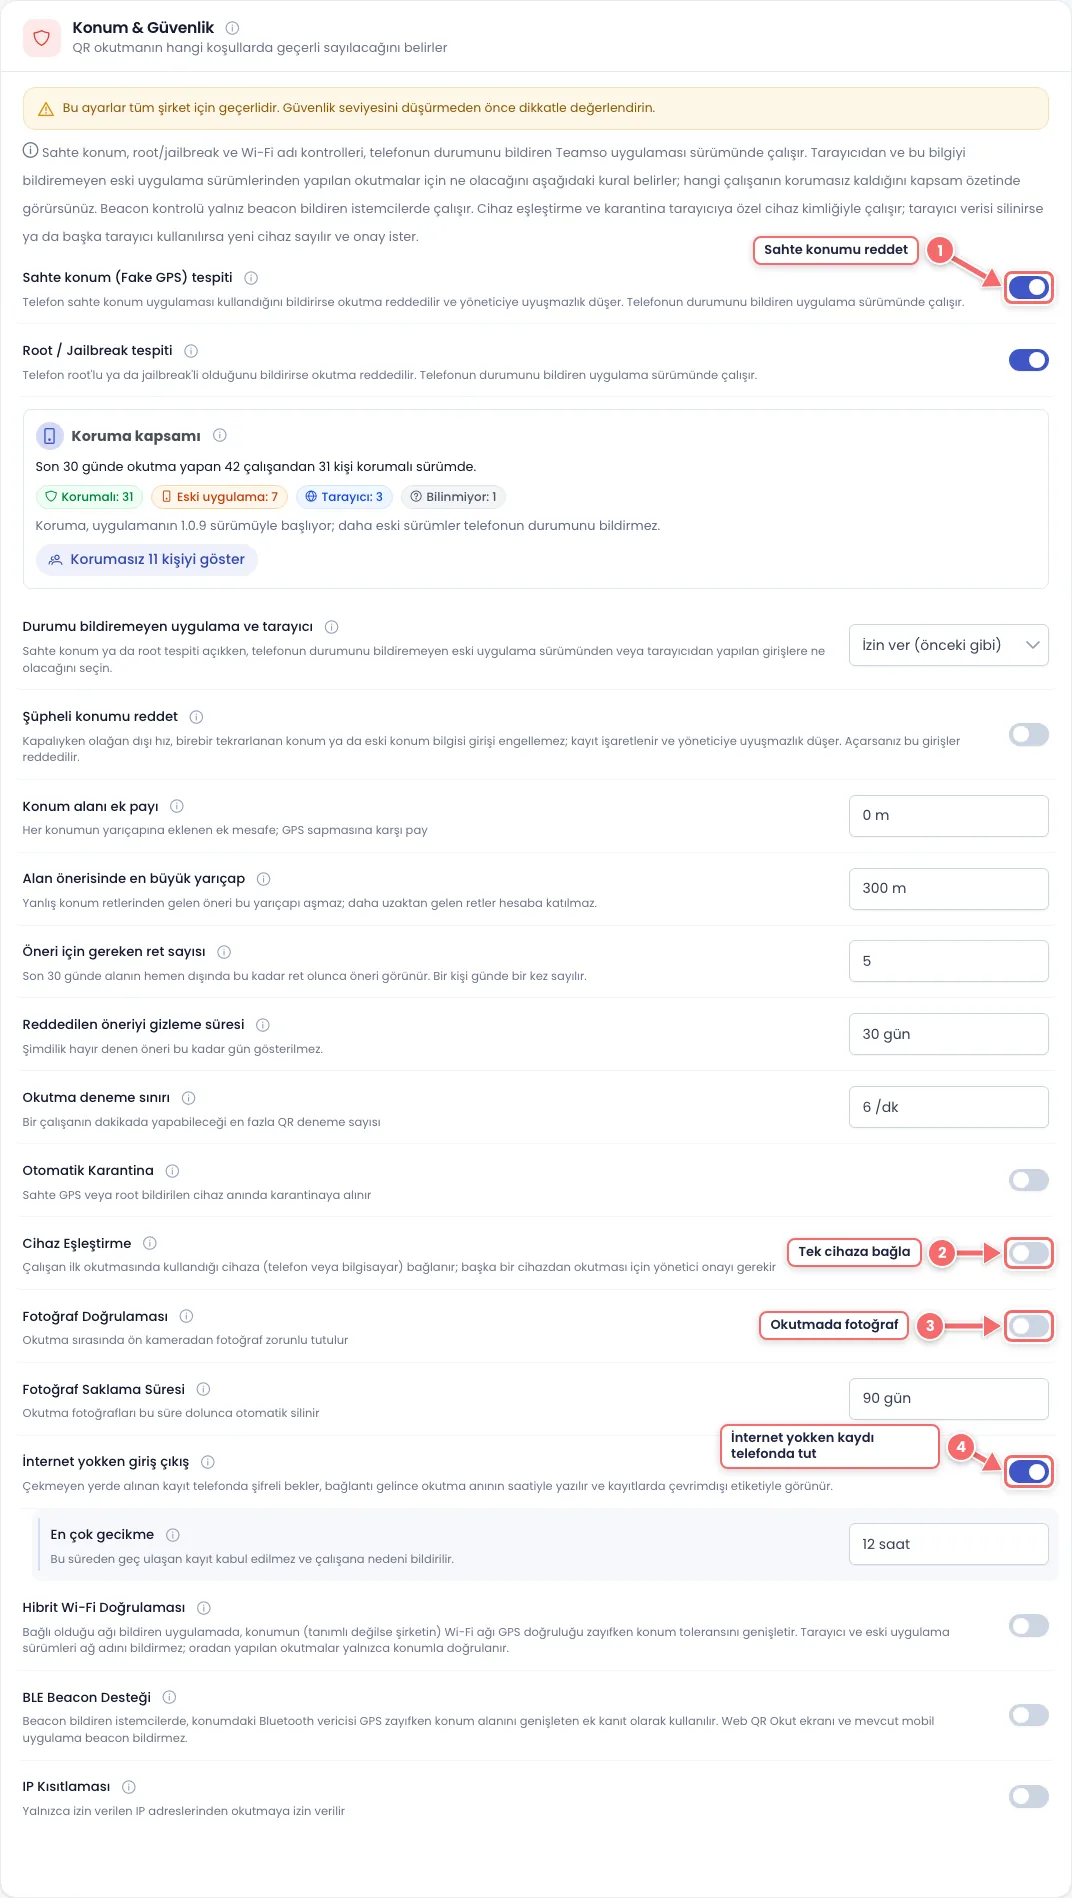 Konum & Güvenlik
QR okutmanın hangi koşullarda geçerli sayılacağını belirler
Bu ayarlar tüm şirket için geçerlidir. Güvenlik seviyesini düşürmeden önce dikkatle değerlendirin.
Sahte konum, root/jailbreak ve Wi-Fi adı kontrolleri, telefonun durumunu bildiren Teamso uygulaması sürümünde çalışır. Tarayıcıdan ve bu bilgiyi
bildiremeyen eski uygulama sürümlerinden yapılan okutmalar için ne olacağını aşağıdaki kural belirler; hangi çalışanın korumasız kaldığını kapsam özetinde
görürsünüz. Beacon kontrolü yalnız beacon bildiren istemcilerde çalışır. Cihaz eşleştirme ve karantina tarayıcıya özel cihaz kimliğiyle çalışır; tarayıcı verisi silinirse
ya da başka tarayıcı kullanılırsa yeni cihaz sayılır ve onay ister.
Sahte konumu reddet
1
Sahte konum (Fake GPS) tespiti
Telefon sahte konum uygulaması kullandığını bildirirse okutma reddedilir ve yöneticiye uyuşmazlık düşer. Telefonun durumunu bildiren uygulama sürümünde çalışır.
Root / Jailbreak tespiti
Telefon root'lu ya da jailbreak'li olduğunu bildirirse okutma reddedilir. Telefonun durumunu bildiren uygulama sürümünde çalışır.
Koruma kapsamı
Son 30 günde okutma yapan 42 çalışandan 31 kişi korumalı sürümde.
Korumalı: 31
Eski uygulama: 7
Tarayıcı: 3
Bilinmiyor: 1
Koruma, uygulamanın 1.0.9 sürümüyle başlıyor; daha eski sürümler telefonun durumunu bildirmez.
Korumasız 11 kişiyi göster
Durumu bildiremeyen uygulama ve tarayıcı
Sahte konum ya da root tespiti açıkken, telefonun durumunu bildiremeyen eski uygulama sürümünden veya tarayıcıdan yapılan girişlere ne
olacağını seçin.
İzin ver (önceki gibi)
Şüpheli konumu reddet
Kapalıyken olağan dışı hız, birebir tekrarlanan konum ya da eski konum bilgisi girişi engellemez; kayıt işaretlenir ve yöneticiye uyuşmazlık düşer. Açarsanız bu girişler
reddedilir.
Konum alanı ek payı
Her konumun yarıçapına eklenen ek mesafe; GPS sapmasına karşı pay
0 m
Alan önerisinde en büyük yarıçap
Yanlış konum retlerinden gelen öneri bu yarıçapı aşmaz; daha uzaktan gelen retler hesaba katılmaz.
300 m
Öneri için gereken ret sayısı
Son 30 günde alanın hemen dışında bu kadar ret olunca öneri görünür. Bir kişi günde bir kez sayılır.
5
Reddedilen öneriyi gizleme süresi
Şimdilik hayır denen öneri bu kadar gün gösterilmez.
30 gün
Okutma deneme sınırı
Bir çalışanın dakikada yapabileceği en fazla QR deneme sayısı
6 /dk
Otomatik Karantina
Sahte GPS veya root bildirilen cihaz anında karantinaya alınır
Cihaz Eşleştirme
Çalışan ilk okutmasında kullandığı cihaza (telefon veya bilgisayar) bağlanır; başka bir cihazdan okutması için yönetici onayı gerekir
Tek cihaza bağla
2
Fotoğraf Doğrulaması
Okutma sırasında ön kameradan fotoğraf zorunlu tutulur
Okutmada fotoğraf
3
Fotoğraf Saklama Süresi
Okutma fotoğrafları bu süre dolunca otomatik silinir
90 gün
İnternet yokken kaydı
telefonda tut
4
İnternet yokken giriş çıkış
Çekmeyen yerde alınan kayıt telefonda şifreli bekler, bağlantı gelince okutma anının saatiyle yazılır ve kayıtlarda çevrimdışı etiketiyle görünür.
En çok gecikme
Bu süreden geç ulaşan kayıt kabul edilmez ve çalışana nedeni bildirilir.
12 saat
Hibrit Wi-Fi Doğrulaması
Bağlı olduğu ağı bildiren uygulamada, konumun (tanımlı değilse şirketin) Wi-Fi ağı GPS doğruluğu zayıfken konum toleransını genişletir. Tarayıcı ve eski uygulama
sürümleri ağ adını bildirmez; oradan yapılan okutmalar yalnızca konumla doğrulanır.
BLE Beacon Desteği
Beacon bildiren istemcilerde, konumdaki Bluetooth vericisi GPS zayıfken konum alanını genişleten ek kanıt olarak kullanılır. Web QR Okut ekranı ve mevcut mobil
uygulama beacon bildirmez.
IP Kısıtlaması
Yalnızca izin verilen IP adreslerinden okutmaya izin verilir